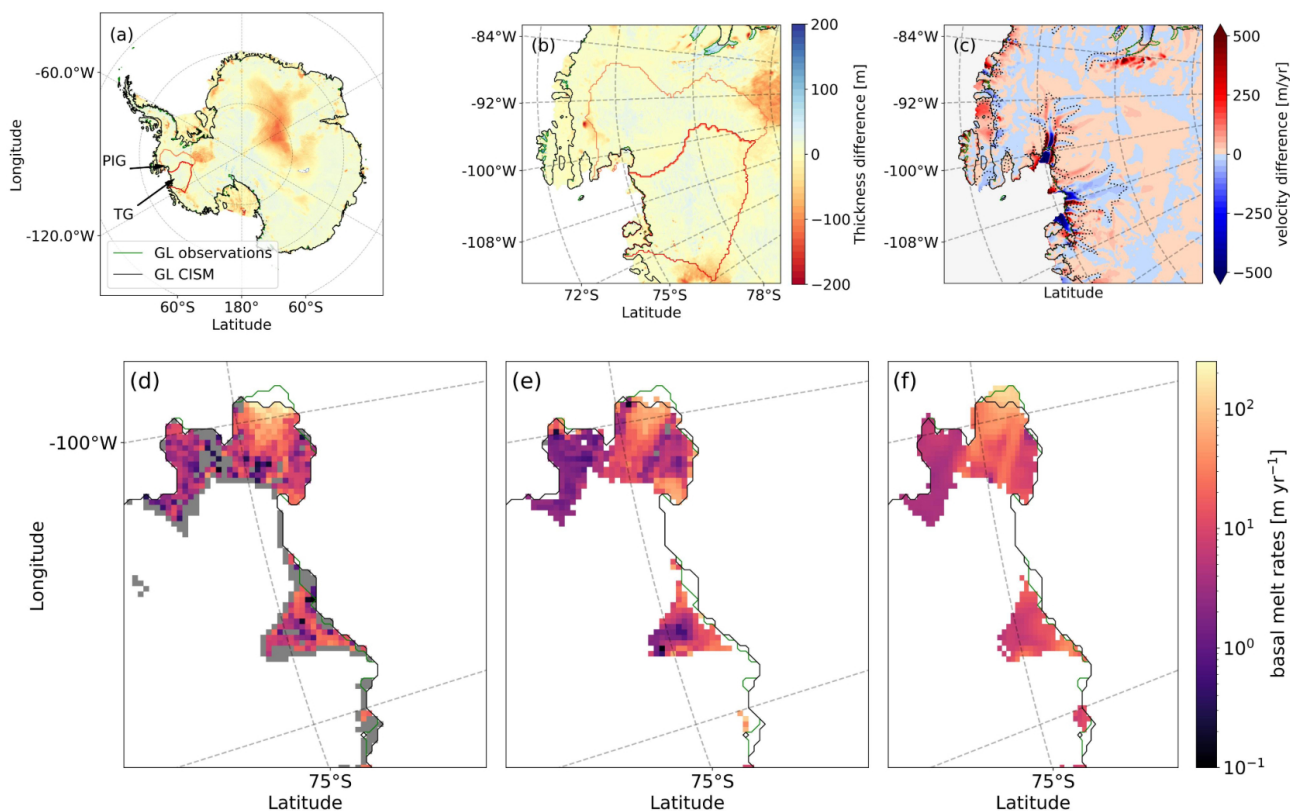 (a)
-60.0°W
Longitude
PIG
TG
-120.0°W
GL observations
GL CISM
60°S
180°
60°S
Latitude
(b)
-84°W
-92°W
-100°W
-108°W
72°S
75°S
78°S
Latitude
200
100
0
−100
−200
Thickness difference [m]
(c)
-84°W
-92°W
-100°W
-108°W
Latitude
500
250
0
−250
−500
velocity difference [m/yr]
(d)
-100°W
Longitude
75°S
Latitude
(e)
75°S
Latitude
(f)
75°S
Latitude
10²
10¹
10⁰
10⁻¹
basal melt rates [m yr⁻¹]